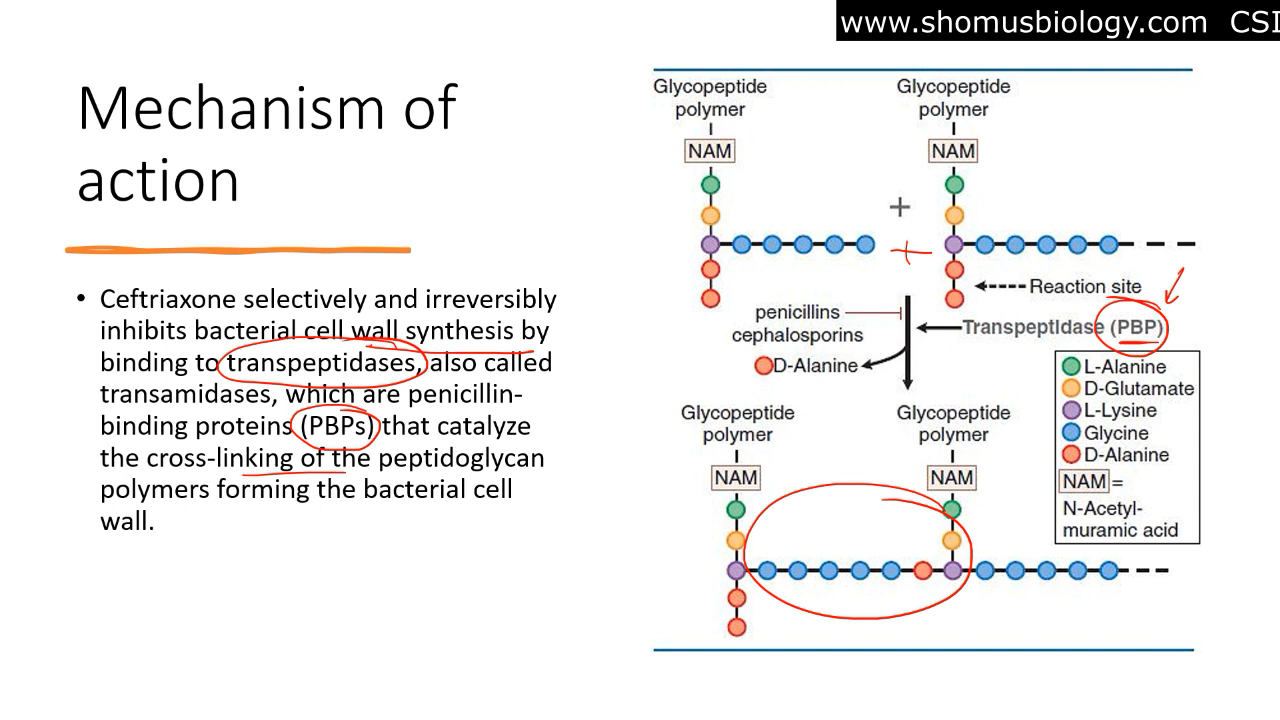 www.shomusbiology.com CSI
Mechanism of
action
• Ceftriaxone selectively and irreversibly
inhibits bacterial cell wall synthesis by
binding to transpeptidases, also called
transamidases, which are penicillin-
binding proteins (PBPs) that catalyze
the cross-linking of the peptidoglycan
polymers forming the bacterial cell
wall.
Glycopeptide
polymer
NAM
Glycopeptide
polymer
NAM
+
Reaction site
penicillins
cephalosporins
Transpeptidase (PBP)
D-Alanine
Glycopeptide
polymer
NAM
Glycopeptide
polymer
NAM
L-Alanine
D-Glutamate
L-Lysine
Glycine
D-Alanine
NAM =
N-Acetyl-
muramic acid